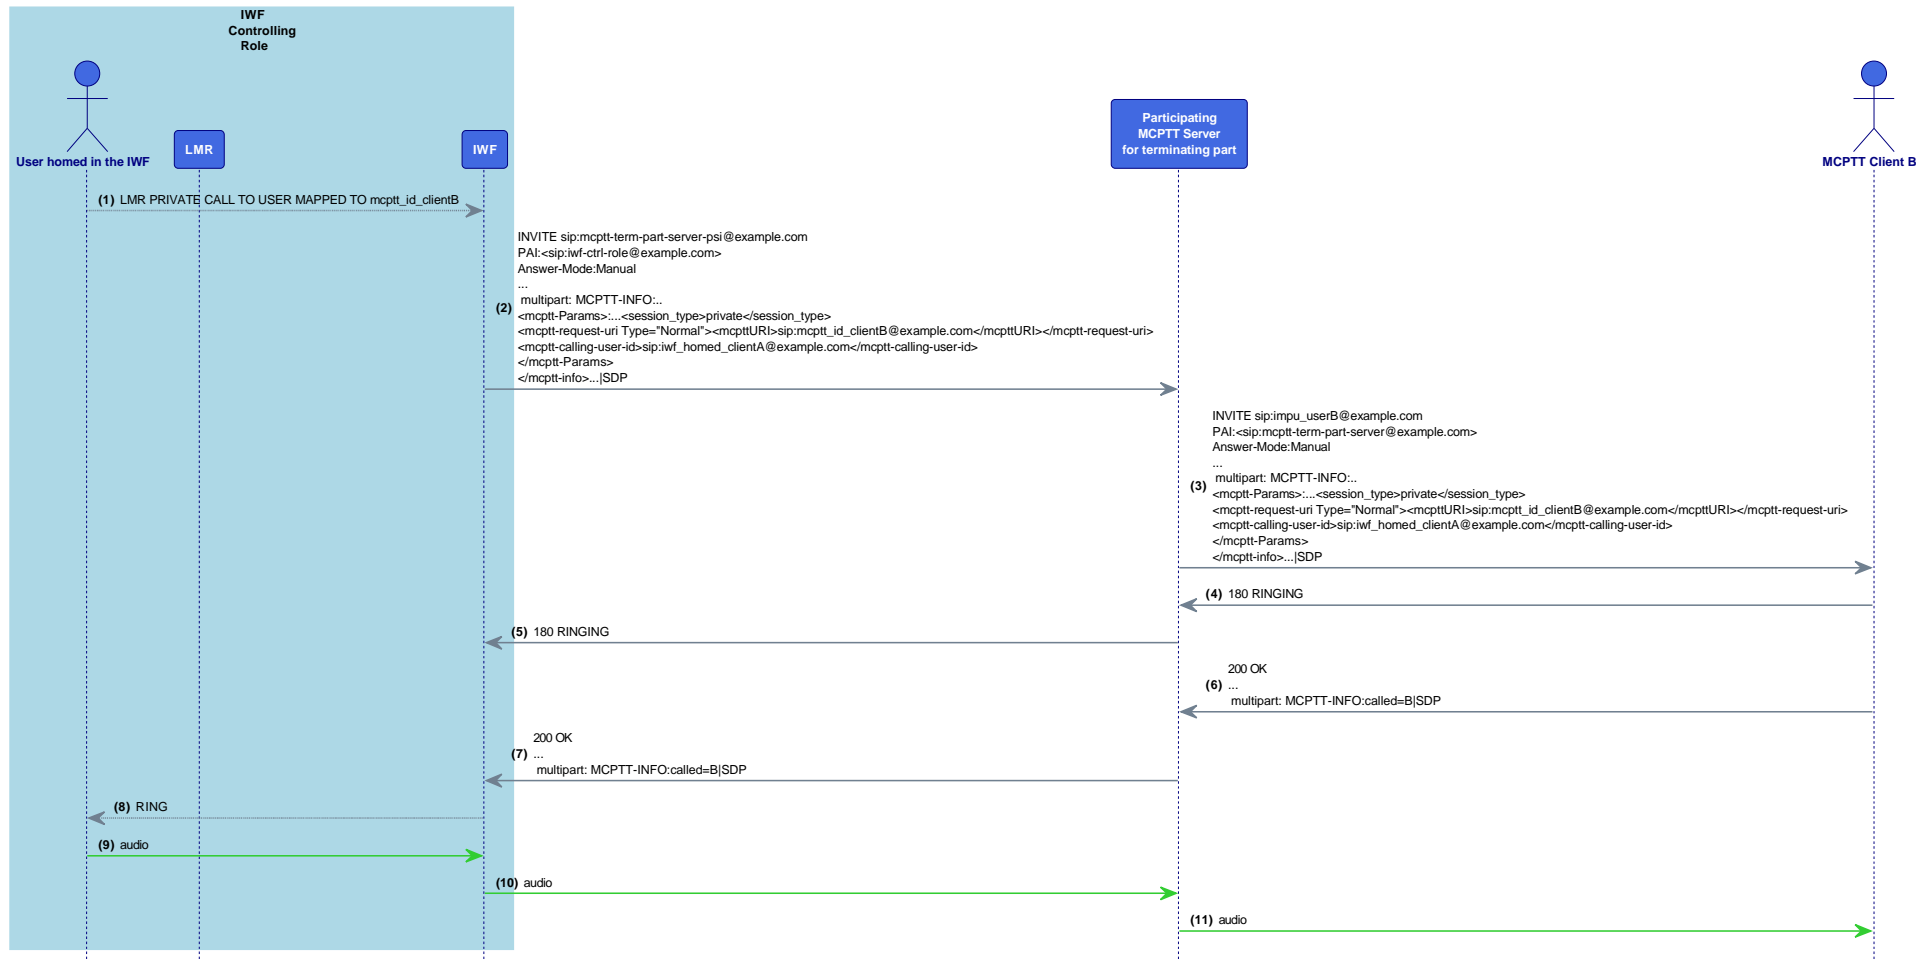 IWF
Controlling
Role
User homed in the IWF
LMR
IWF
Participating
MCPTT Server
for terminating part
MCPTT Client B
(1) LMR PRIVATE CALL TO USER MAPPED TO mcptt_id_clientB
INVITE sip:mcptt-term-part-server-psi@example.com
PAI:<sip:iwf-ctrl-role@example.com>
Answer-Mode:Manual
...
(2) multipart: MCPTT-INFO:..
<mcptt-Params>:...<session_type>private</session_type>
<mcptt-request-uri Type="Normal"><mcpttURI>sip:mcptt_id_clientB@example.com</mcpttURI></mcptt-request-uri>
<mcptt-calling-user-id>sip:iwf_homed_clientA@example.com</mcptt-calling-user-id>
</mcptt-Params>
</mcptt-info>...|SDP
INVITE sip:impu_userB@example.com
PAI:<sip:mcptt-term-part-server@example.com>
Answer-Mode:Manual
...
(3) multipart: MCPTT-INFO:..
<mcptt-Params>:...<session_type>private</session_type>
<mcptt-request-uri Type="Normal"><mcpttURI>sip:mcptt_id_clientB@example.com</mcpttURI></mcptt-request-uri>
<mcptt-calling-user-id>sip:iwf_homed_clientA@example.com</mcptt-calling-user-id>
</mcptt-Params>
</mcptt-info>...|SDP
(4) 180 RINGING
(5) 180 RINGING
200 OK
(6) ...
multipart: MCPTT-INFO:called=B|SDP
200 OK
(7) ...
multipart: MCPTT-INFO:called=B|SDP
(8) RING
(9) audio
(10) audio
(11) audio